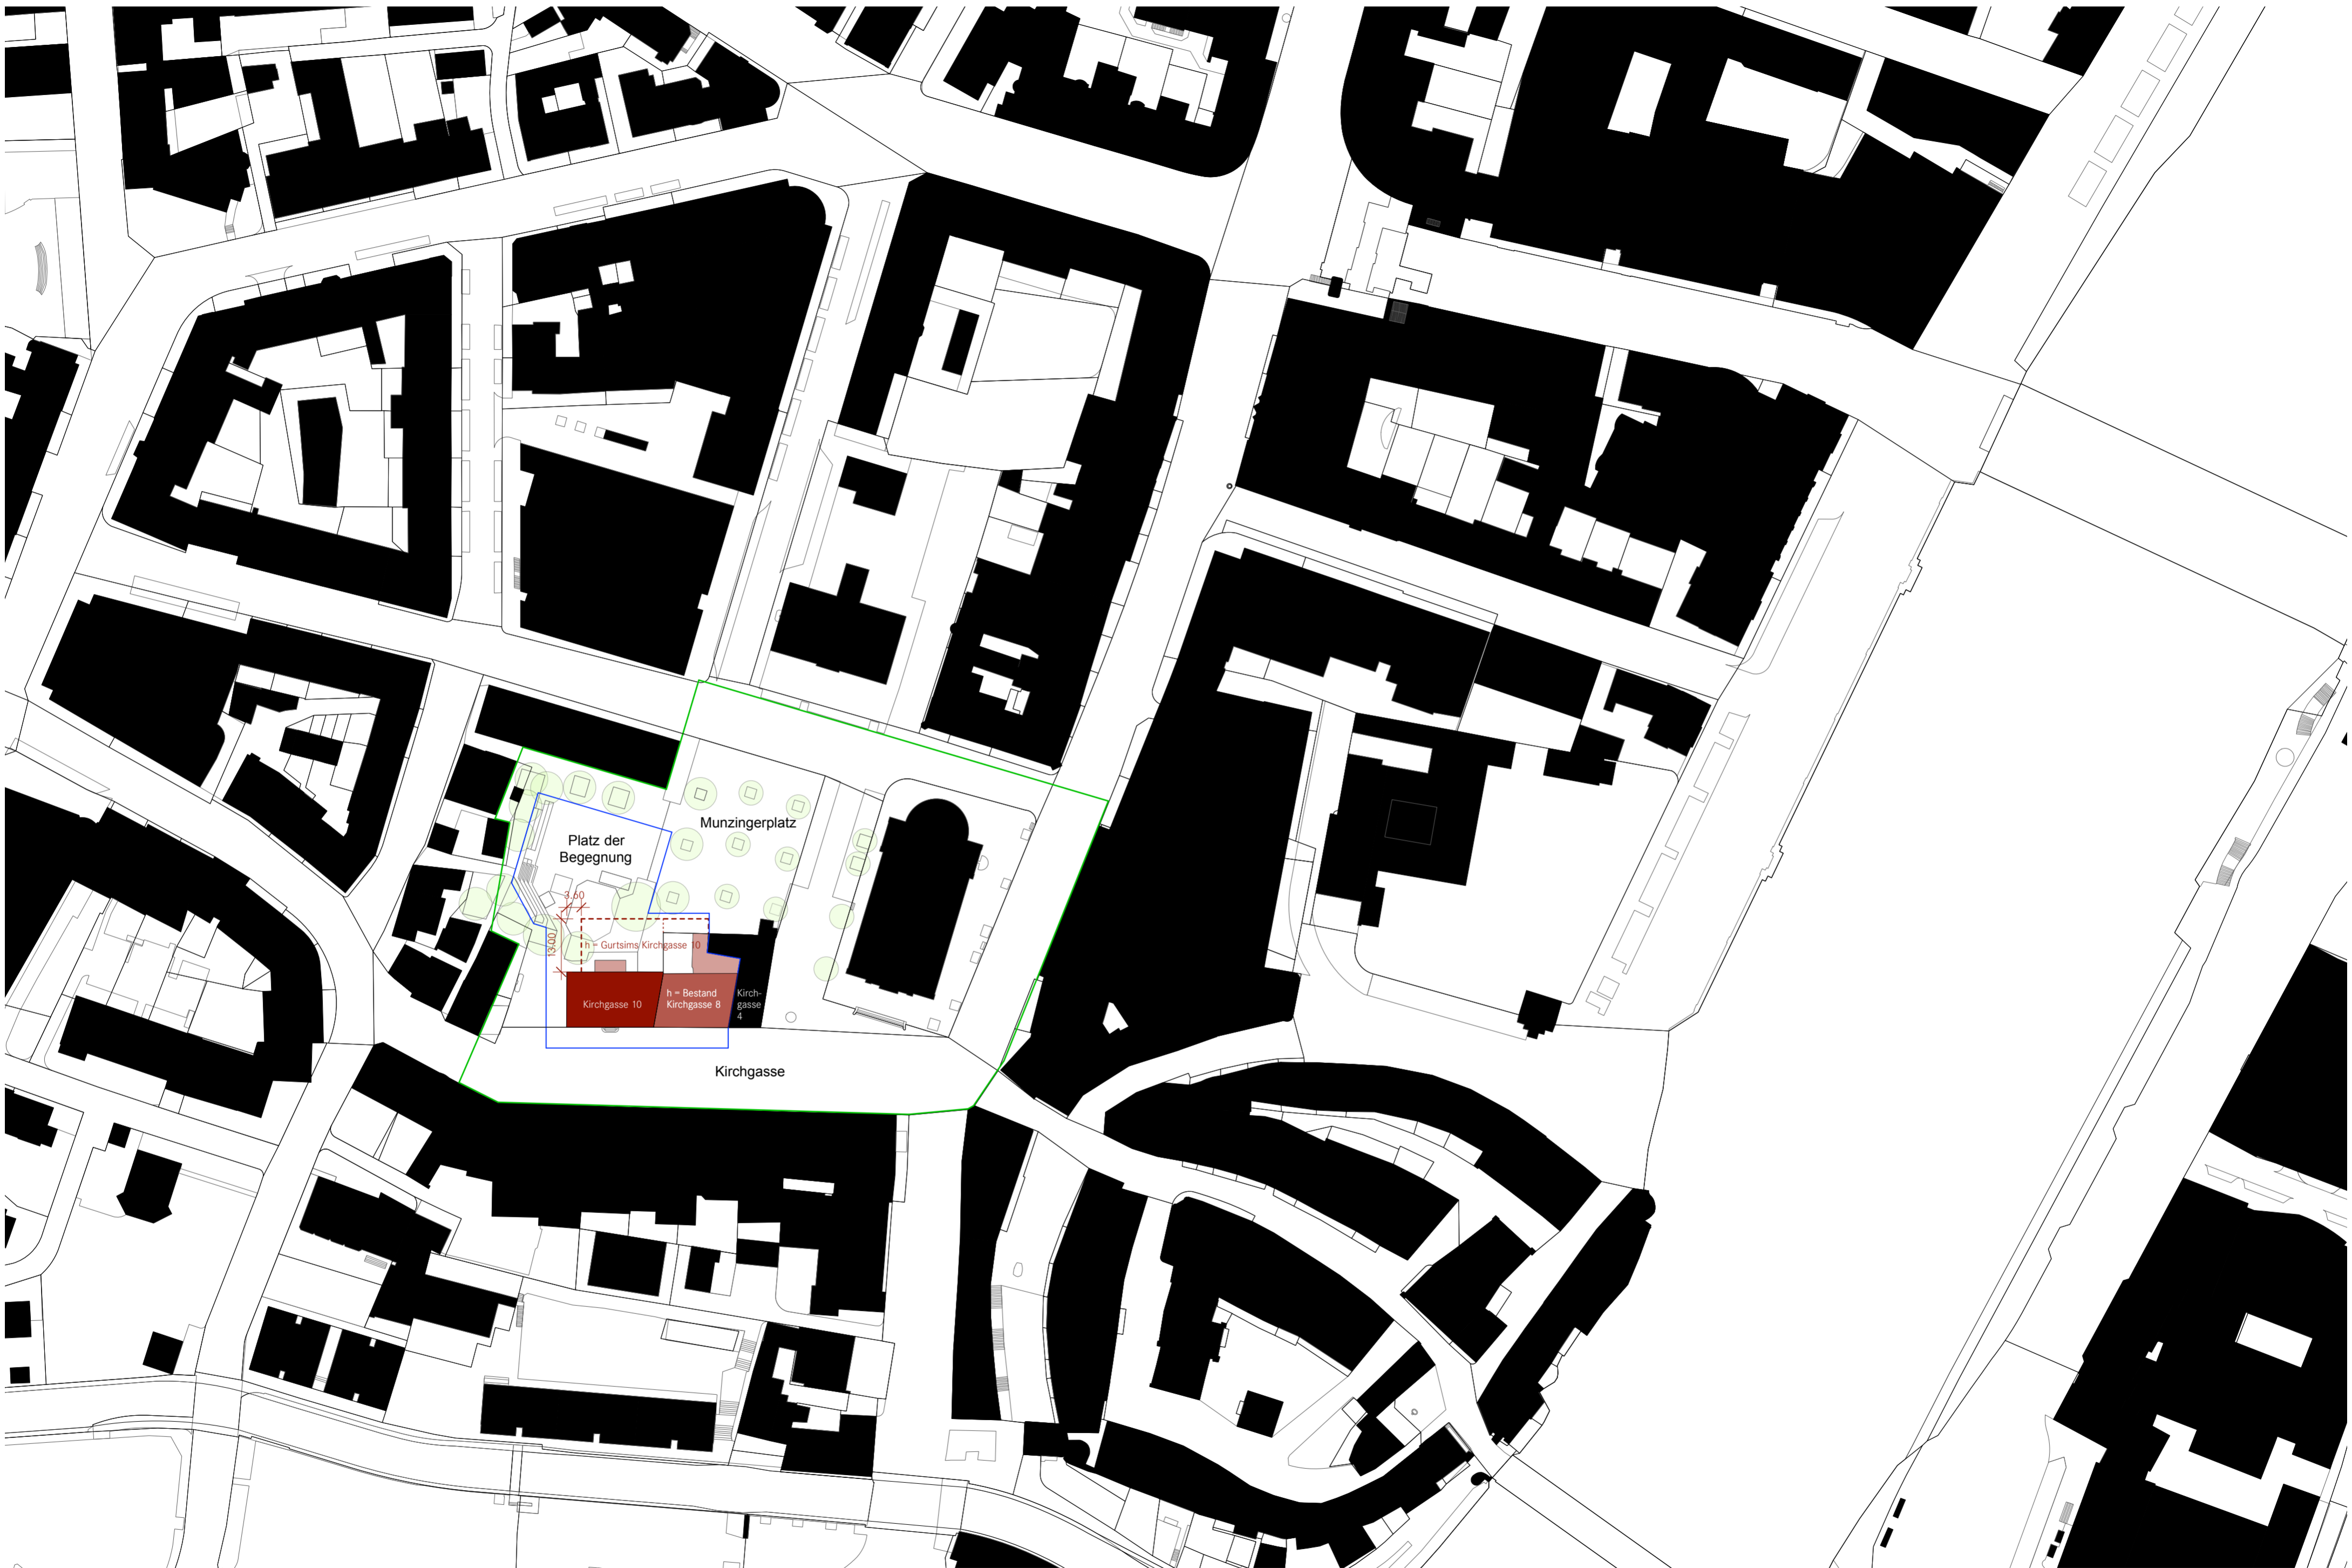 Munzingerplatz
Platz der
Begegnung
3.60
13.00
h = Gurtsims Kirchgasse 10
Kirchgasse 10
h = Bestand
Kirchgasse 8
Kirch-
gasse
4
Kirchgasse